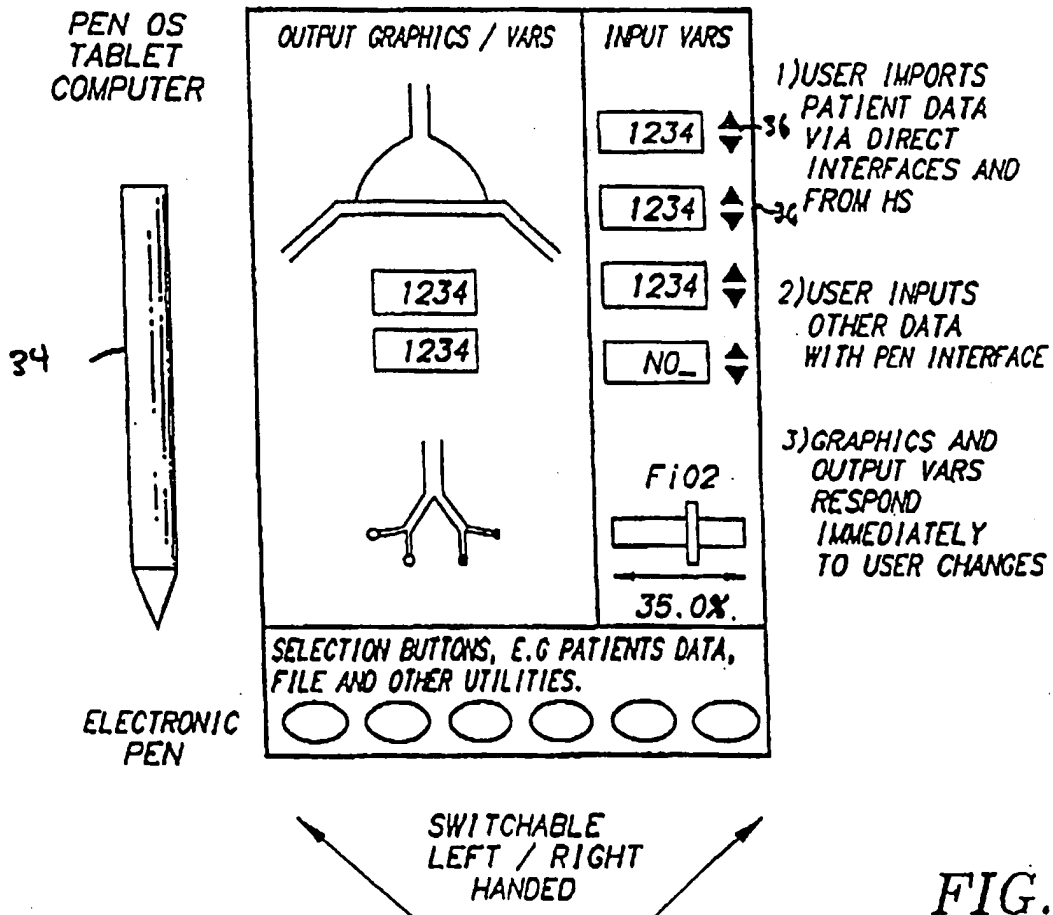 PEN OS
TABLET
COMPUTER
34
ELECTRONIC
PEN
OUTPUT GRAPHICS / VARS
1234
1234
INPUT VARS
1234
36
1234
36
1234
NO_
FiO2
35.0%.
SELECTION BUTTONS, E.G PATIENTS DATA,
FILE AND OTHER UTILITIES.
1)USER IMPORTS
PATIENT DATA
VIA DIRECT
INTERFACES AND
FROM HS
2)USER INPUTS
OTHER DATA
WITH PEN INTERFACE
3)GRAPHICS AND
OUTPUT VARS
RESPOND
IMMEDIATELY
TO USER CHANGES
SWITCHABLE
LEFT / RIGHT
HANDED
FIG.